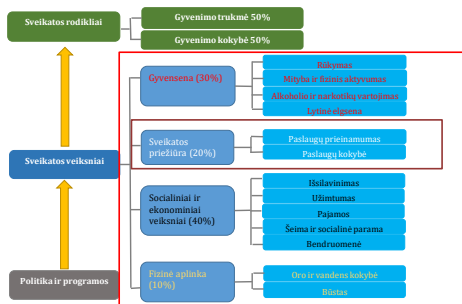 Sveikatos rodikliai
Gyvenimo trukmė 50%
Gyvenimo kokybė 50%
Sveikatos veiksniai
Politika ir programos
Gyvensena (30%)
Rūkymas
Mityba ir fizinis aktyvumas
Alkoholio ir narkotikų vartojimas
Lytinė elgsena
Sveikatos
priežiūra (20%)
Paslaugų prieinamumas
Paslaugų kokybė
Socialiniai ir
ekonominiai
veiksniai (40%)
Išsilavinimas
Užimtumas
Pajamos
Šeima ir socialinė parama
Bendruomenė
Fizinė aplinka
(10%)
Oro ir vandens kokybė
Būstas